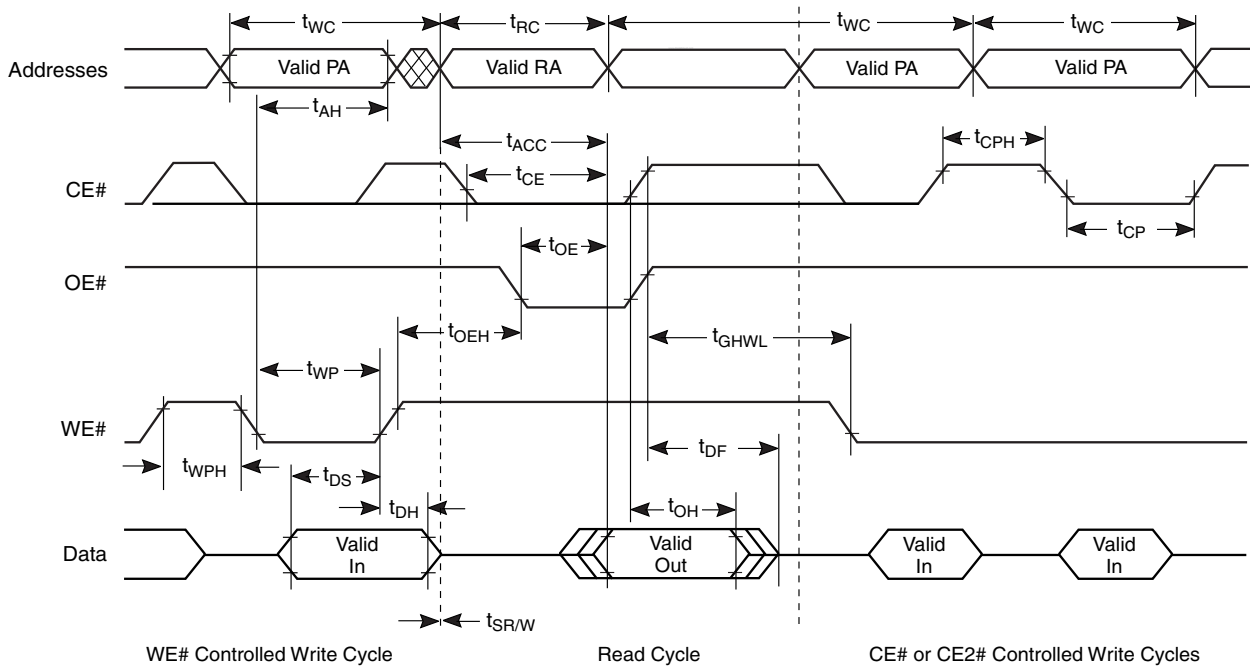 tWC tRC tWC tWC
Addresses Valid PA Valid RA Valid PA Valid PA
tAH
tACC tCPH
CE# tCE
tOE tCP
OE#
tOEH tGHWL
tWP
WE#
tWPH tDS tDF
tDH tOH
Data Valid In Valid Out Valid In Valid In
tSR/W
WE# Controlled Write Cycle Read Cycle CE# or CE2# Controlled Write Cycles